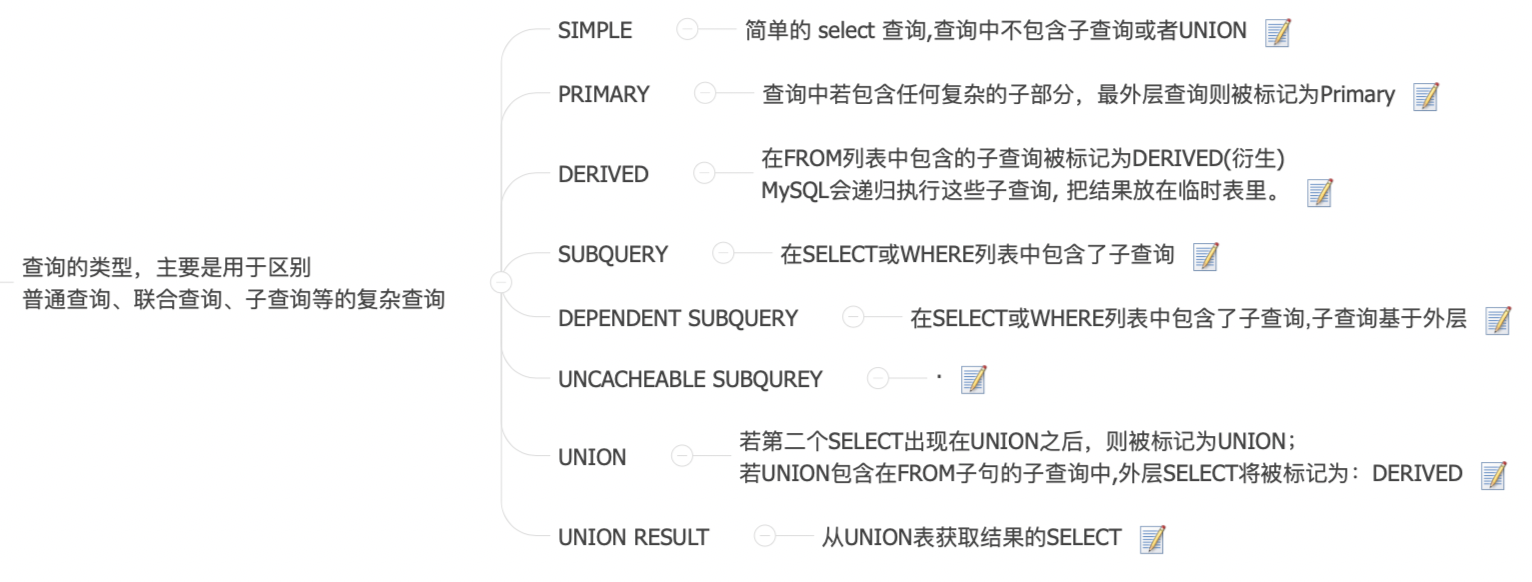 SIMPLE 简单的 select 查询,查询中不包含子查询或者UNION
PRIMARY 查询中若包含任何复杂的子部分，最外层查询则被标记为Primary
DERIVED 在FROM列表中包含的子查询被标记为DERIVED(衍生)
MySQL会递归执行这些子查询, 把结果放在临时表里。
SUBQUERY 在SELECT或WHERE列表中包含了子查询
查询的类型，主要是用于区别
普通查询、联合查询、子查询等的复杂查询
DEPENDENT SUBQUERY 在SELECT或WHERE列表中包含了子查询,子查询基于外层
UNCACHEABLE SUBQUREY ·
UNION 若第二个SELECT出现在UNION之后，则被标记为UNION；
若UNION包含在FROM子句的子查询中,外层SELECT将被标记为：DERIVED
UNION RESULT 从UNION表获取结果的SELECT